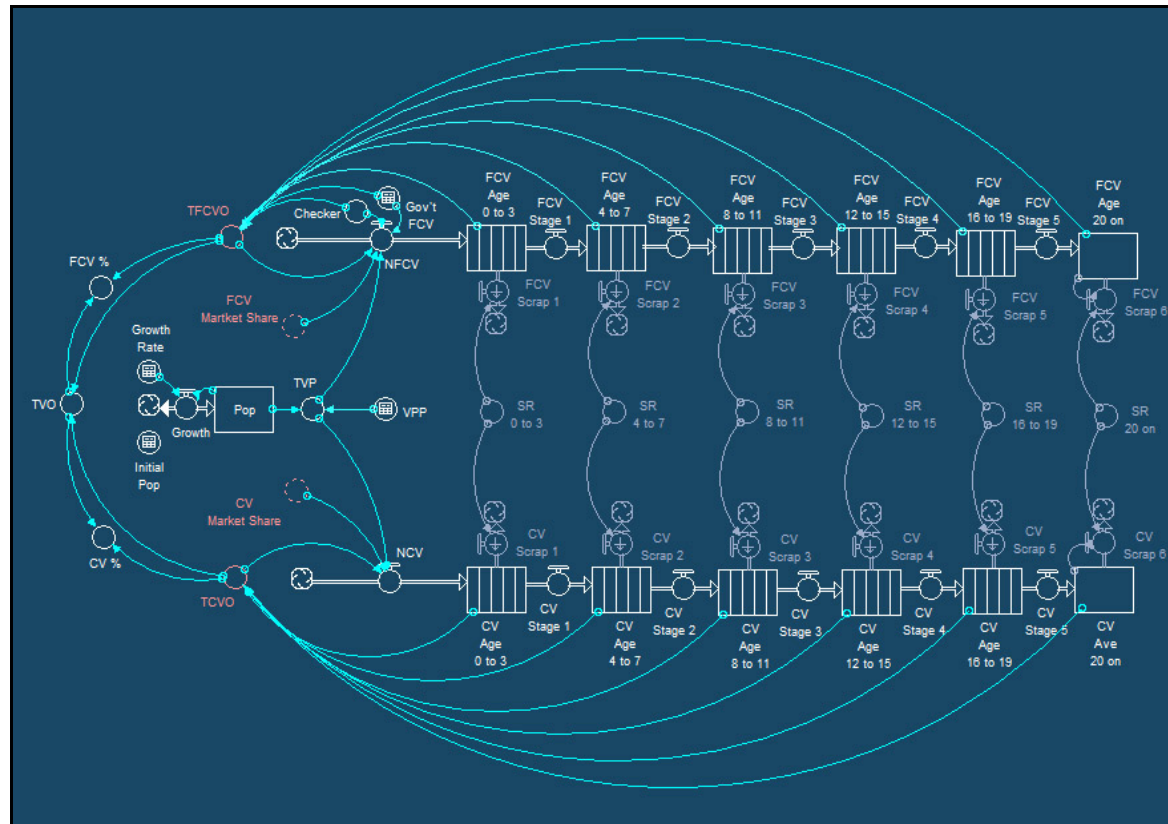 FCV
Age
0 to 3
FCV
Stage 1
FCV
Age
4 to 7
FCV
Stage 2
FCV
Age
8 to 11
FCV
Stage 3
FCV
Age
12 to 15
FCV
Stage 4
FCV
Age
16 to 19
FCV
Stage 5
FCV
Age
20 on
TFCVO
Checker
Gov't
FCV
NFCV
FCV %
FCV
Martket Share
FCV
Scrap 1
FCV
Scrap 2
FCV
Scrap 3
FCV
Scrap 4
FCV
Scrap 5
FCV
Scrap 6
Growth
Rate
TVO
Growth
Pop
TVP
VPP
Initial
Pop
SR
0 to 3
SR
4 to 7
SR
8 to 11
SR
12 to 15
SR
16 to 19
SR
20 on
CV
Market Share
CV %
TCVO
NCV
CV
Scrap 1
CV
Scrap 2
CV
Scrap 3
CV
Scrap 4
CV
Scrap 5
CV
Scrap 6
CV
Age
0 to 3
CV
Stage 1
CV
Age
4 to 7
CV
Stage 2
CV
Age
8 to 11
CV
Stage 3
CV
Age
12 to 15
CV
Stage 4
CV
Age
16 to 19
CV
Stage 5
CV
Ave
20 on